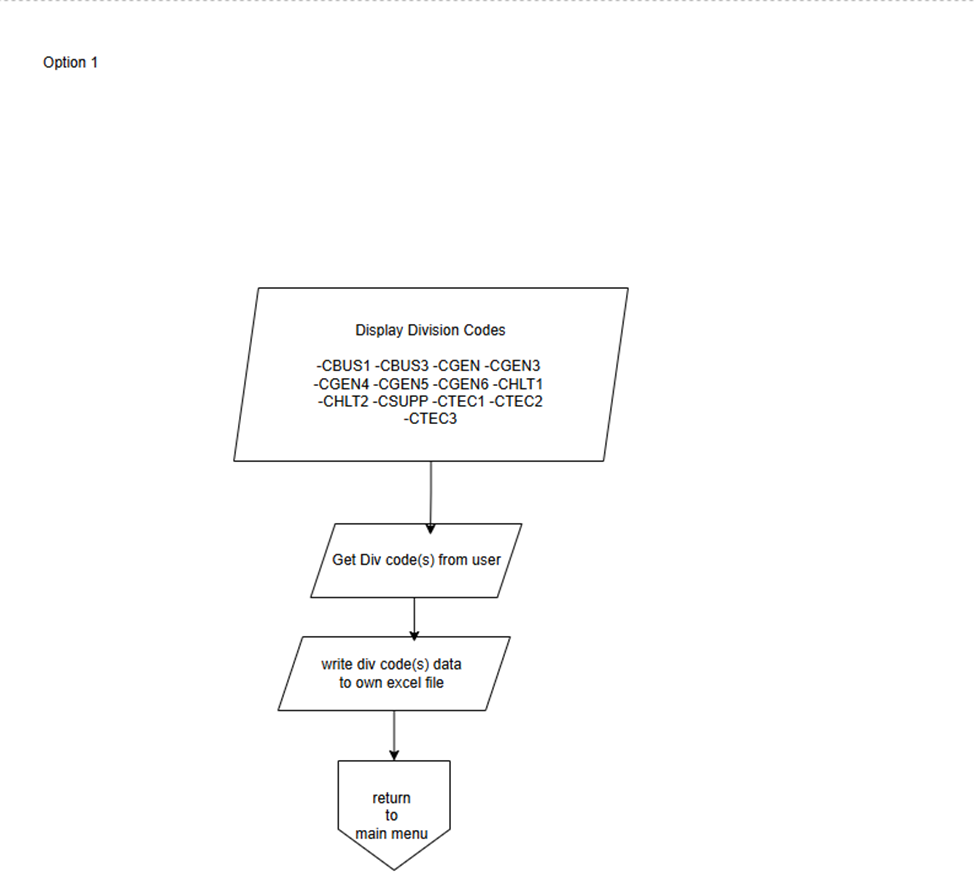 Option 1
Display Division Codes
-CBUS1 -CBUS3 -CGEN -CGEN3
-CGEN4 -CGEN5 -CGEN6 -CHLT1
-CHLT2 -CSUPP -CTEC1 -CTEC2
-CTEC3
Get Div code(s) from user
write div code(s) data
to own excel file
return
to
main menu